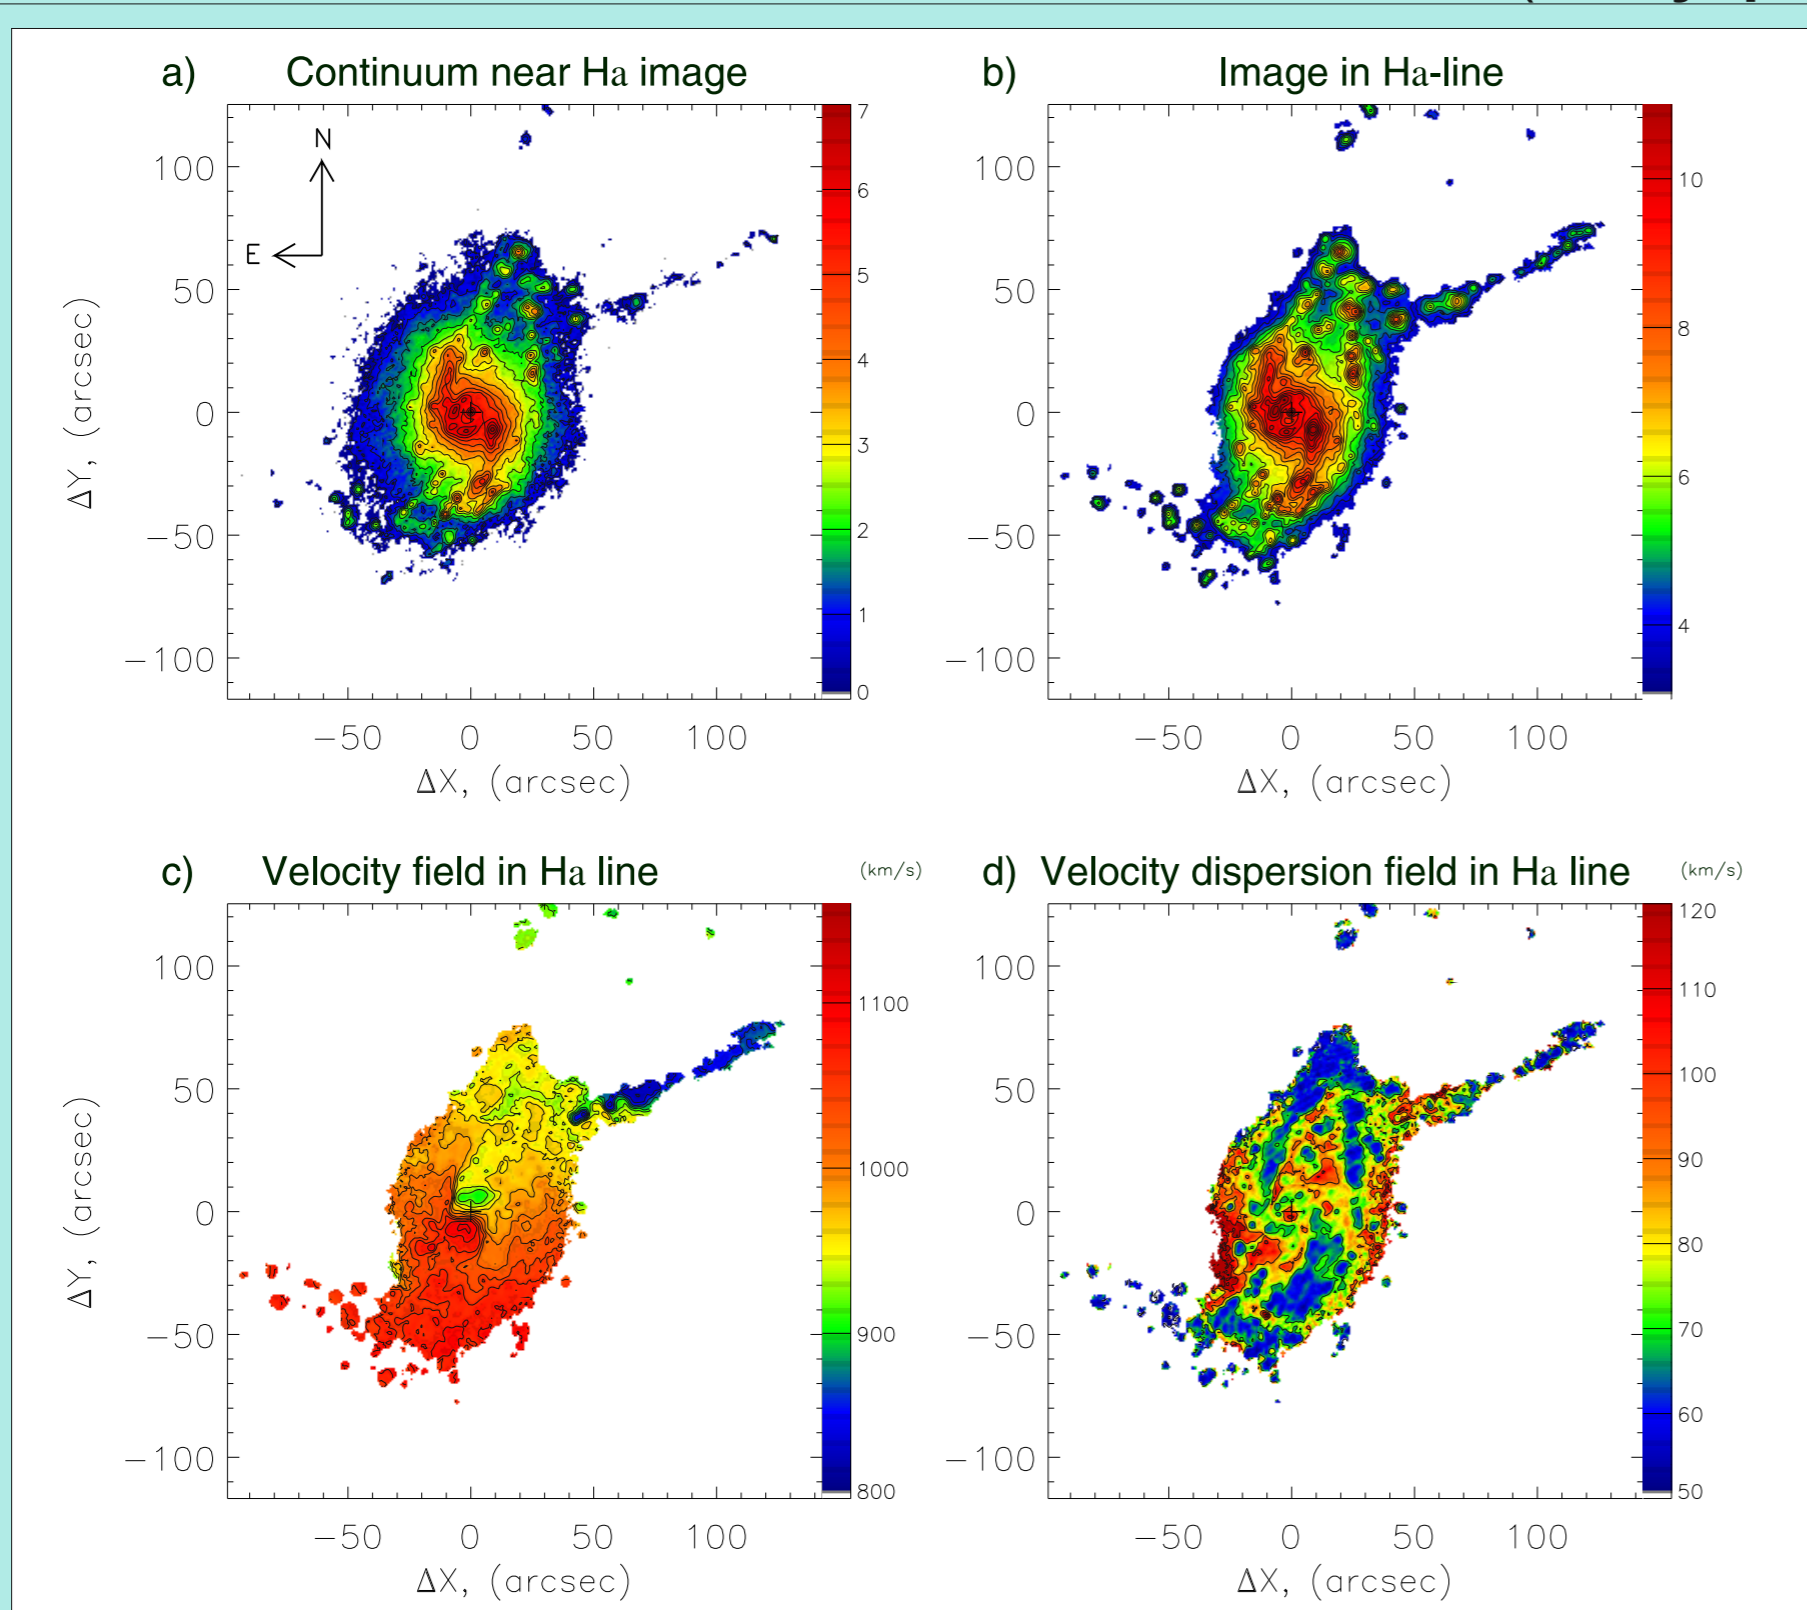 a) Continuum near Ha image
b) Image in Ha-line
N
E
100
50
0
−50
−100
−50 0 50 100
ΔX, (arcsec)
ΔY, (arcsec)
7
6
5
4
3
2
1
0
100
50
0
−50
−100
−50 0 50 100
ΔX, (arcsec)
10
8
6
4
c) Velocity field in Ha line (km/s)
d) Velocity dispersion field in Ha line (km/s)
100
50
0
−50
−100
−50 0 50 100
ΔX, (arcsec)
ΔY, (arcsec)
1100
1000
900
800
100
50
0
−50
−100
−50 0 50 100
ΔX, (arcsec)
120
110
100
90
80
70
60
50